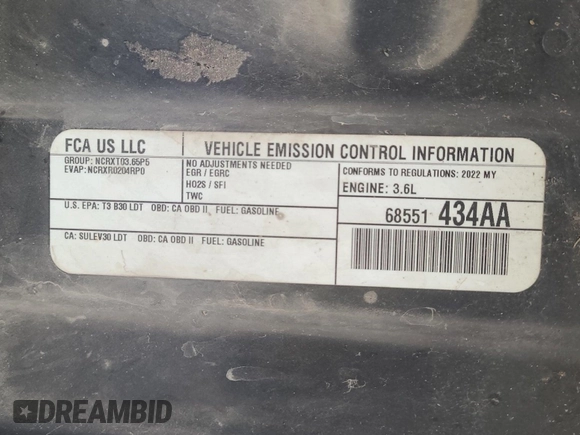 FCA US LLC
VEHICLE EMISSION CONTROL INFORMATION
GROUP: NCRXT03.65P5
EVAP: NCRXR0204RP0
NO ADJUSTMENTS NEEDED
EGR / EGRC
HO2S / SFI
TWC
CONFORMS TO REGULATIONS: 2022 MY
ENGINE: 3.6L
U.S. EPA: T3 B30 LDT OBD: CA OBD II FUEL: GASOLINE
CA: SULEV30 LDT OBD: CA OBD II FUEL: GASOLINE
68551 434AA
DREAMBID